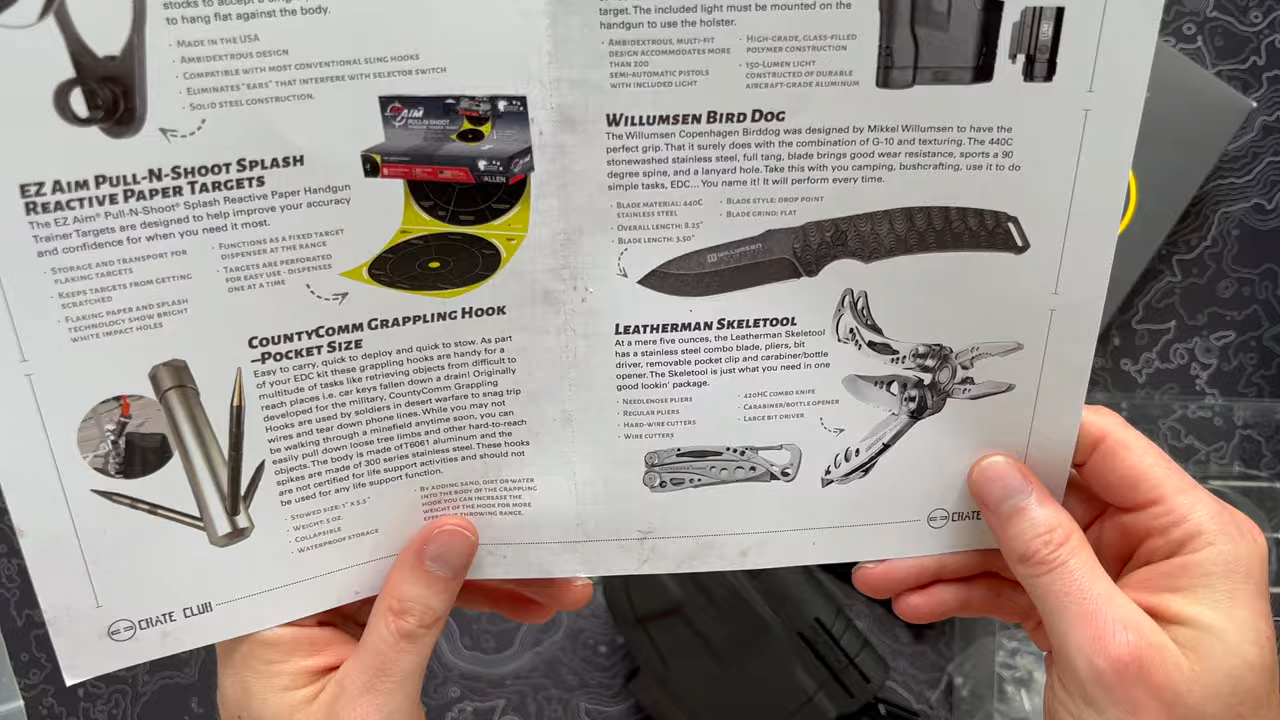 to hang flat against the body.
· MADE IN THE USA
· AMBIDEXTROUS DESIGN
· COMPATIBLE WITH MOST CONVENTIONAL SLING HOOKS
· ELIMINATES "EARS" THAT INTERFERE WITH SELECTOR SWITCH
· SOLID STEEL CONSTRUCTION.
AIM
PULL-N-SHOOT
ALLEN
EZ AIM PULL-N-SHOOT SPLASH
REACTIVE PAPER TARGETS
The EZ Aim® Pull-N-Shoot® Splash Reactive Paper Handgun
Trainer Targets are designed to help improve your accuracy
and confidence for when you need it most.
· STORAGE AND TRANSPORT FOR
FLAKING TARGETS
· KEEPS TARGETS FROM GETTING
SCRATCHED
· FLAKING PAPER AND SPLASH
TECHNOLOGY SHOW BRIGHT
WHITE IMPACT HOLES
· FUNCTIONS AS A FIXED TARGET
DISPENSER AT THE RANGE
· TARGETS ARE PERFORATED
FOR EASY USE - DISPENSES
ONE AT A TIME
COUNTYCOMM GRAPPLING HOOK
–POCKET SIZE
Easy to carry, quick to deploy and quick to stow. As part
of your EDC kit these grappling hooks are handy for a
multitude of tasks like retrieving objects from difficult to
reach places i.e. car keys fallen down a drain! Originally
developed for the military, CountyComm Grappling
Hooks are used by soldiers in desert warfare to snag trip
wires and tear down phone lines. While you may not
be walking through a minefield anytime soon, you can
easily pull down loose tree limbs and other hard-to-reach
objects. The body is made of T6061 aluminum and the
spikes are made of 300 series stainless steel. These hooks
are not certified for life support activities and should not
be used for any life support function.
· STOWED SIZE: 1" X 5.5"
· WEIGHT: 5 OZ.
· COLLAPSIBLE
· WATERPROOF STORAGE
· BY ADDING SAND, DIRT OR WATER
INTO THE BODY OF THE GRAPPLING
HOOK YOU CAN INCREASE THE
WEIGHT OF THE HOOK FOR MORE
EFFECTIVE THROWING RANGE.
CRATE CLUB
target. The included light must be mounted on the
handgun to use the holster.
· AMBIDEXTROUS, MULTI-FIT
DESIGN ACCOMMODATES MORE
THAN 200
SEMI-AUTOMATIC PISTOLS
WITH INCLUDED LIGHT
· HIGH-GRADE, GLASS-FILLED
POLYMER CONSTRUCTION
· 150-LUMEN LIGHT
CONSTRUCTED OF DURABLE
AIRCRAFT-GRADE ALUMINUM
WILLUMSEN BIRD DOG
The Willumsen Copenhagen Birddog was designed by Mikkel Willumsen to have the
perfect grip. That it surely does with the combination of G-10 and texturing. The 440C
stonewashed stainless steel, full tang, blade brings good wear resistance, sports a 90
degree spine, and a lanyard hole. Take this with you camping, bushcrafting, use it to do
simple tasks, EDC... You name it! It will perform every time.
· BLADE MATERIAL: 440C
STAINLESS STEEL
· OVERALL LENGTH: 8.25"
· BLADE LENGTH: 3.50"
· BLADE STYLE: DROP POINT
· BLADE GRIND: FLAT
WILLUMSEN
LEATHERMAN SKELETOOL
At a mere five ounces, the Leatherman Skeletool
has a stainless steel combo blade, pliers, bit
driver, removable pocket clip and carabiner/bottle
opener. The Skeletool is just what you need in one
good lookin' package.
· NEEDLENOSE PLIERS
· REGULAR PLIERS
· HARD-WIRE CUTTERS
· WIRE CUTTERS
· 420HC COMBO KNIFE
· CARABINER/BOTTLE OPENER
· LARGE BIT DRIVER
LEATHERMAN
CRATE